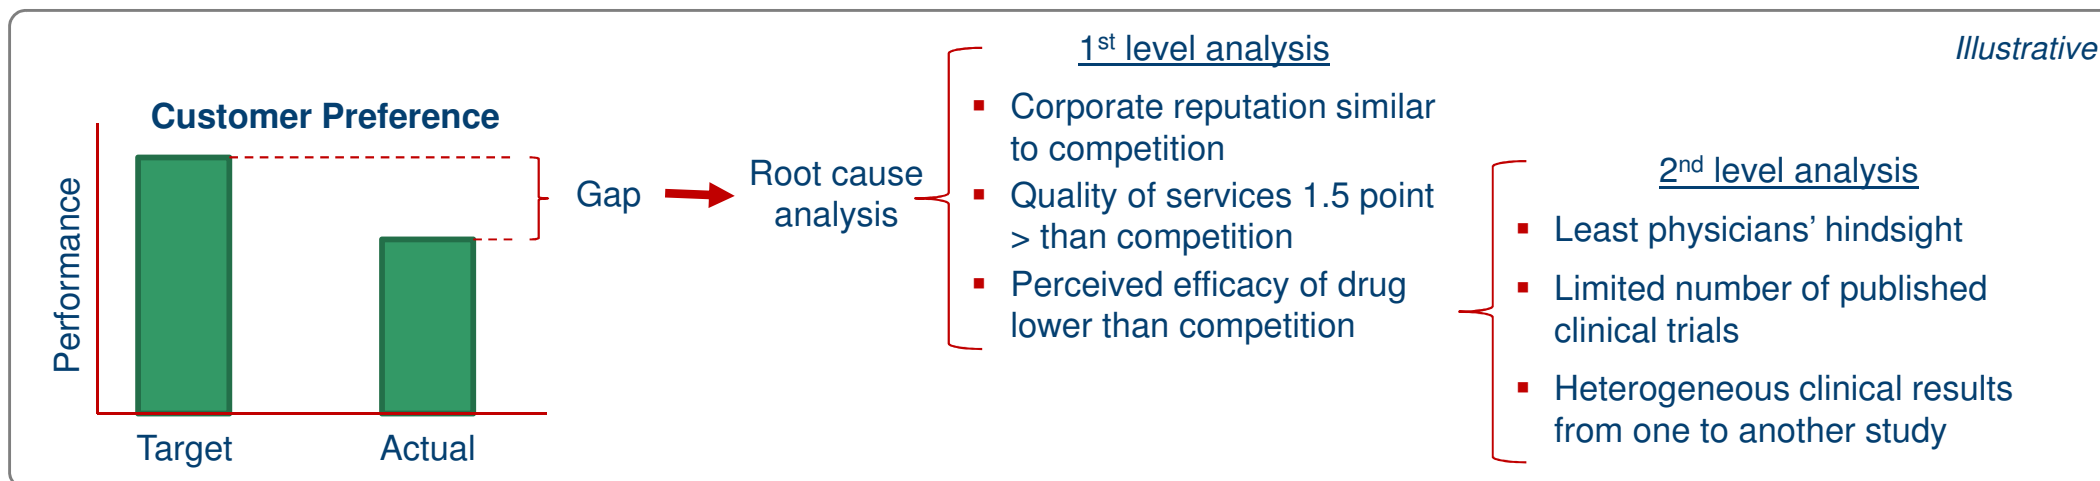 Illustrative
Customer Preference
Performance
Target
Actual
Gap
Root cause
analysis
1st level analysis
▪ Corporate reputation similar
to competition
▪ Quality of services 1.5 point
> than competition
▪ Perceived efficacy of drug
lower than competition
2nd level analysis
▪ Least physicians’ hindsight
▪ Limited number of published
clinical trials
▪ Heterogeneous clinical results
from one to another study